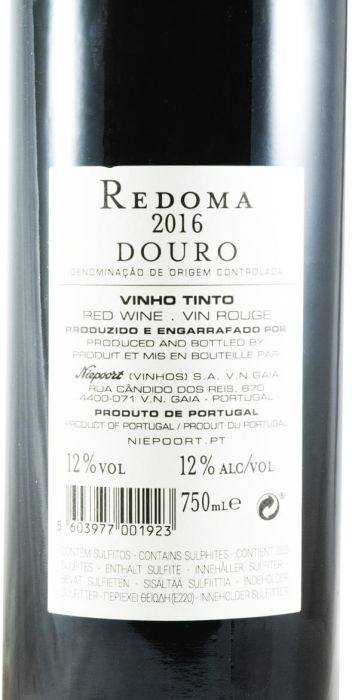 REDOMA
2016
DOURO
DENOMINAÇÃO DE ORIGEM CONTROLADA
VINHO TINTO
RED WINE . VIN ROUGE
PRODUZIDO E ENGARRAFADO POR
PRODUCED AND BOTTLED BY
PRODUIT ET MIS EN BOUTEILLE PAR
Niepoort (VINHOS) S.A. V.N.GAIA
RUA CÂNDIDO DOS REIS, 670
4400-071 V.N. GAIA - PORTUGAL
PRODUTO DE PORTUGAL
PRODUCT OF PORTUGAL / PRODUIT DU PORTUGAL
NIEPOORT.PT
12%VOL 12% ALC/VOL
750mLe
5 603977 001923
CONTÉM SULFITOS - CONTAINS SULPHITES - CONTIENT DES
SULFITES - ENTHALT SULFITE - INNEHÅLLER SULFITER
BEVAT SULFIETEN - SISÄLTÄÄ SULFIITTIA - INDEHOLDER
SULFITTER - ΠΕΡΙΕΧΕΙ ΘΕΙΩΔΗ (E220) - INNEHOLDER SULFITTER